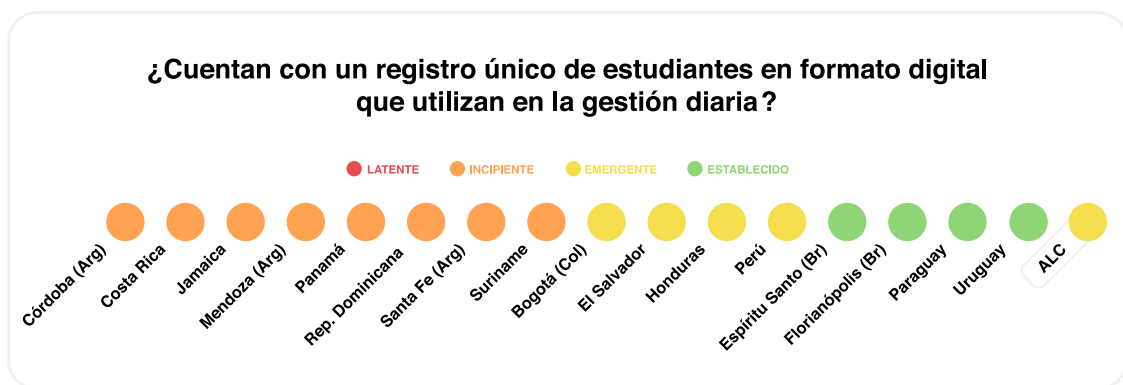 ¿Cuentan con un registro único de estudiantes en formato digital
que utilizan en la gestión diaria?
LATENTE
INCIPIENTE
EMERGENTE
ESTABLECIDO
Córdoba (Arg)
Costa Rica
Jamaica
Mendoza (Arg)
Panamá
Rep. Dominicana
Santa Fe (Arg)
Suriname
Bogotá (Col)
El Salvador
Honduras
Perú
Espíritu Santo (Br)
Florianópolis (Br)
Paraguay
Uruguay
ALC